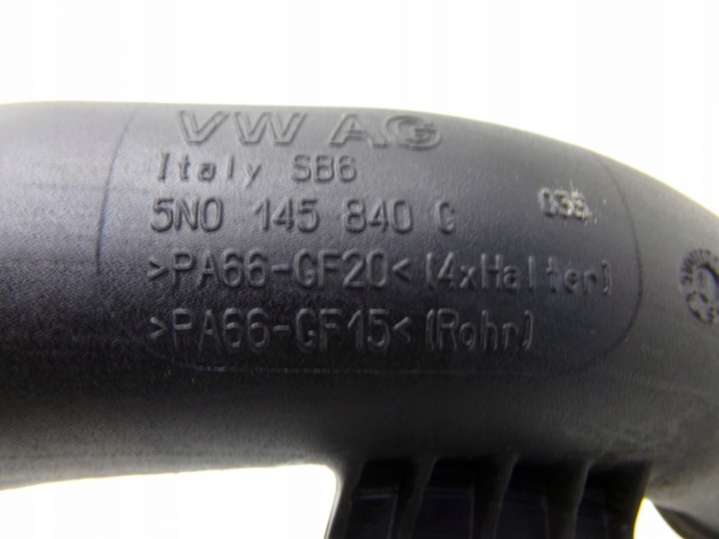 VW AG
Italy SB6
5N0 145 840 G
>PA66-GF20< (4xHalter)
>PA66-GF15< (Rohr)